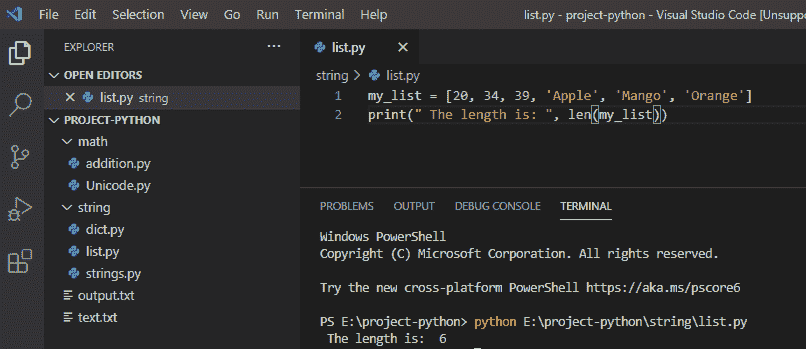 File Edit Selection View Go Run Terminal Help list.py - project-python - Visual Studio Code [Unsuppo
EXPLORER
OPEN EDITORS
list.py string
PROJECT-PYTHON
math
addition.py
Unicode.py
string
dict.py
list.py
strings.py
output.txt
text.txt
list.py
string > list.py
1 my_list = [20, 34, 39, 'Apple', 'Mango', 'Orange']
2 print(" The length is: ", len(my_list))
PROBLEMS OUTPUT DEBUG CONSOLE TERMINAL
Windows PowerShell
Copyright (C) Microsoft Corporation. All rights reserved.
Try the new cross-platform PowerShell https://aka.ms/pscore6
PS E:\project-python> python E:\project-python\string\list.py
The length is:  6